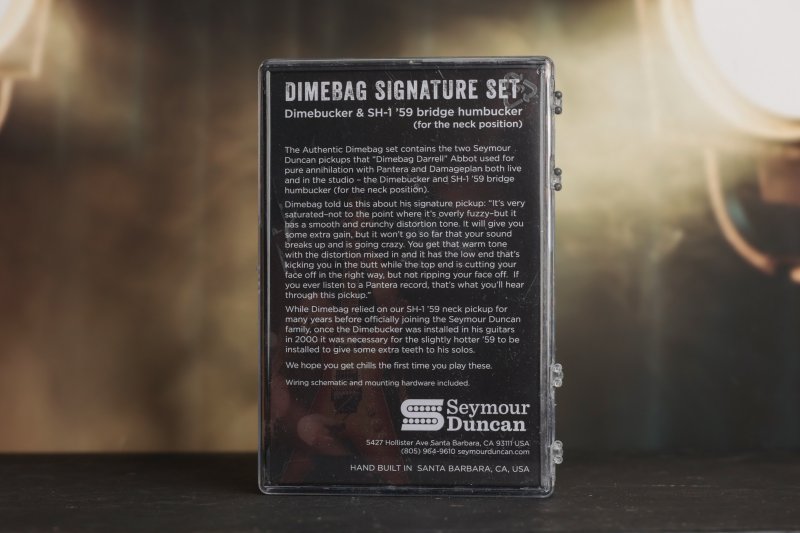 DIMEBAG SIGNATURE SET
Dimebucker & SH-1 '59 bridge humbucker
(for the neck position)
The Authentic Dimebag set contains the two Seymour
Duncan pickups that "Dimebag Darrell" Abbot used for
pure annihilation with Pantera and Damageplan both live
and in the studio – the Dimebucker and SH-1 '59 bridge
humbucker (for the neck position).
Dimebag told us this about his signature pickup: "It's very
saturated–not to the point where it's overly fuzzy–but it
has a smooth and crunchy distortion tone. It will give you
some extra gain, but it won't go so far that your sound
breaks up and is going crazy. You get that warm tone
with the distortion mixed in and it has the low end that's
kicking you in the butt while the top end is cutting your
face off in the right way, but not ripping your face off. If
you ever listen to a Pantera record, that's what you'll hear
through this pickup."
While Dimebag relied on our SH-1 '59 neck pickup for
many years before officially joining the Seymour Duncan
family, once the Dimebucker was installed in his guitars
in 2000 it was necessary for the slightly hotter '59 to be
installed to give some extra teeth to his solos.
We hope you get chills the first time you play these.
Wiring schematic and mounting hardware included.
Seymour
Duncan
5427 Hollister Ave Santa Barbara, CA 93111 USA
(805) 964-9610 seymourduncan.com
HAND BUILT IN SANTA BARBARA, CA, USA